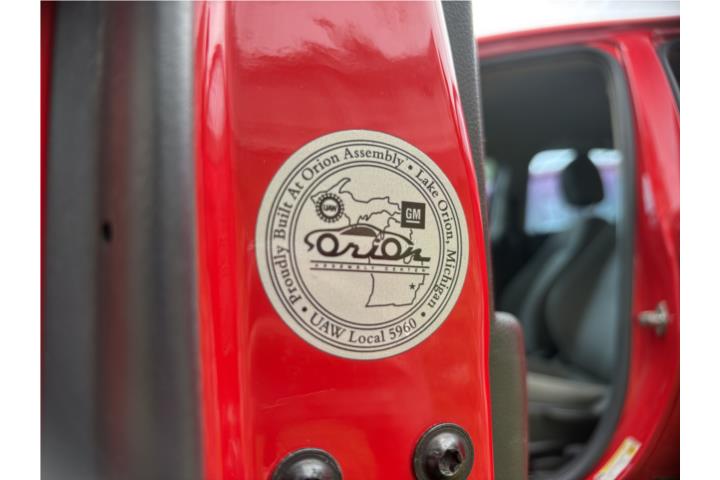 • Proudly Built At Orion Assembly • Lake Orion, Michigan
• UAW Local 5960 •
UAW
GM
Orion
ASSEMBLY CENTER